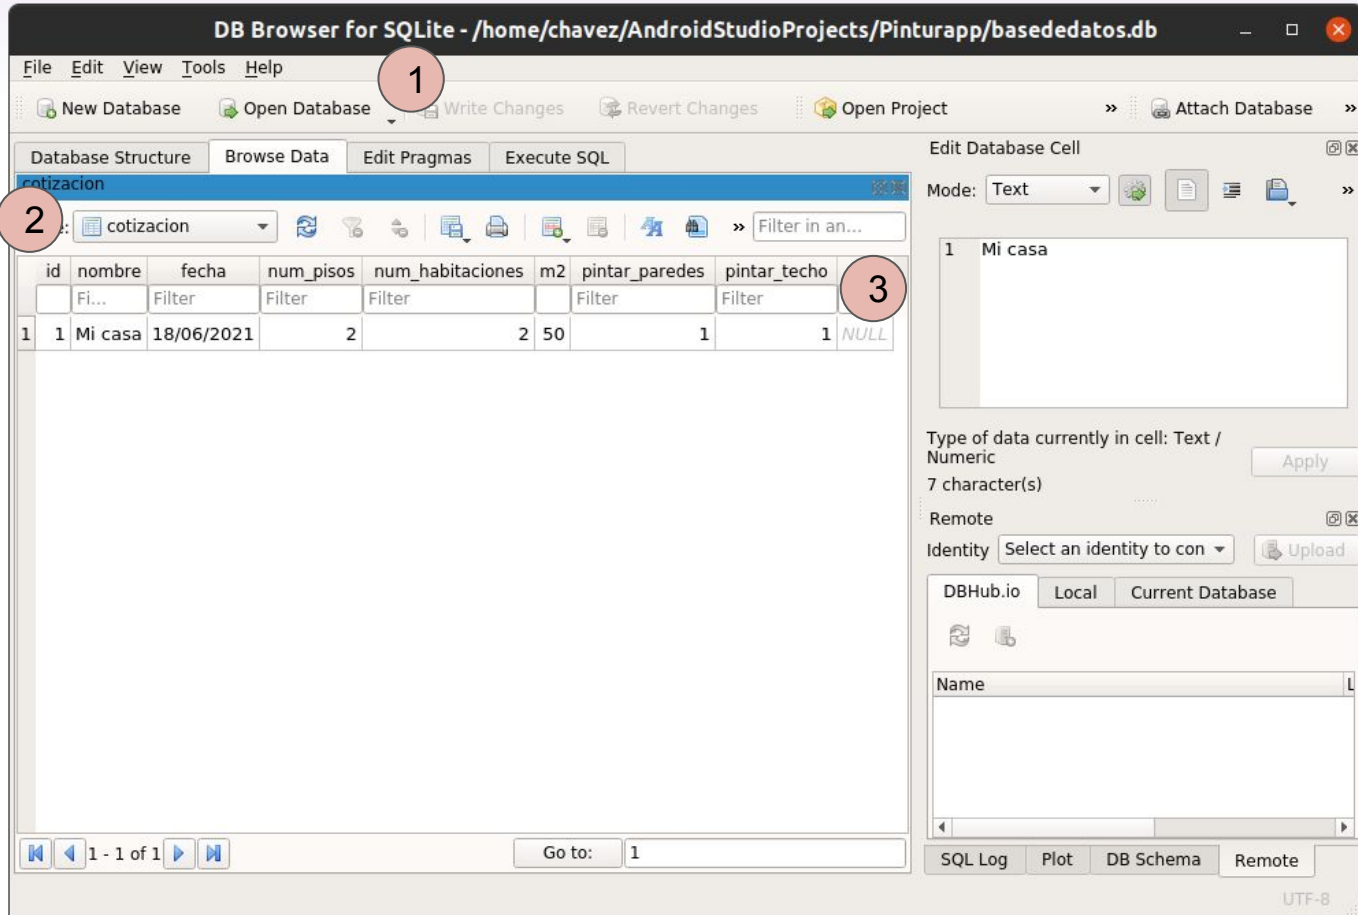 DB Browser for SQLite - /home/chavez/AndroidStudioProjects/Pinturapp/basededatos.db
File Edit View Tools Help
1
New Database Open Database Write Changes Revert Changes Open Project » Attach Database »
Database Structure Browse Data Edit Pragmas Execute SQL
cotizacion
2 : cotizacion » Filter in an...
id nombre fecha num_pisos num_habitaciones m2 pintar_paredes pintar_techo
3
Fi... Filter Filter Filter Filter Filter
1 1 Mi casa 18/06/2021 2 2 50 1 1 NULL
1 - 1 of 1 Go to: 1
Edit Database Cell
Mode: Text »
1 Mi casa
Type of data currently in cell: Text /
Numeric
Apply
7 character(s)
Remote
Identity Select an identity to con Upload
DBHub.io Local Current Database
Name L
SQL Log Plot DB Schema Remote
UTF-8